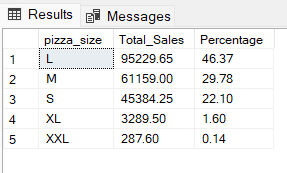 Results Messages
pizza_size Total_Sales Percentage
1 L 95229.65 46.37
2 M 61159.00 29.78
3 S 45384.25 22.10
4 XL 3289.50 1.60
5 XXL 287.60 0.14